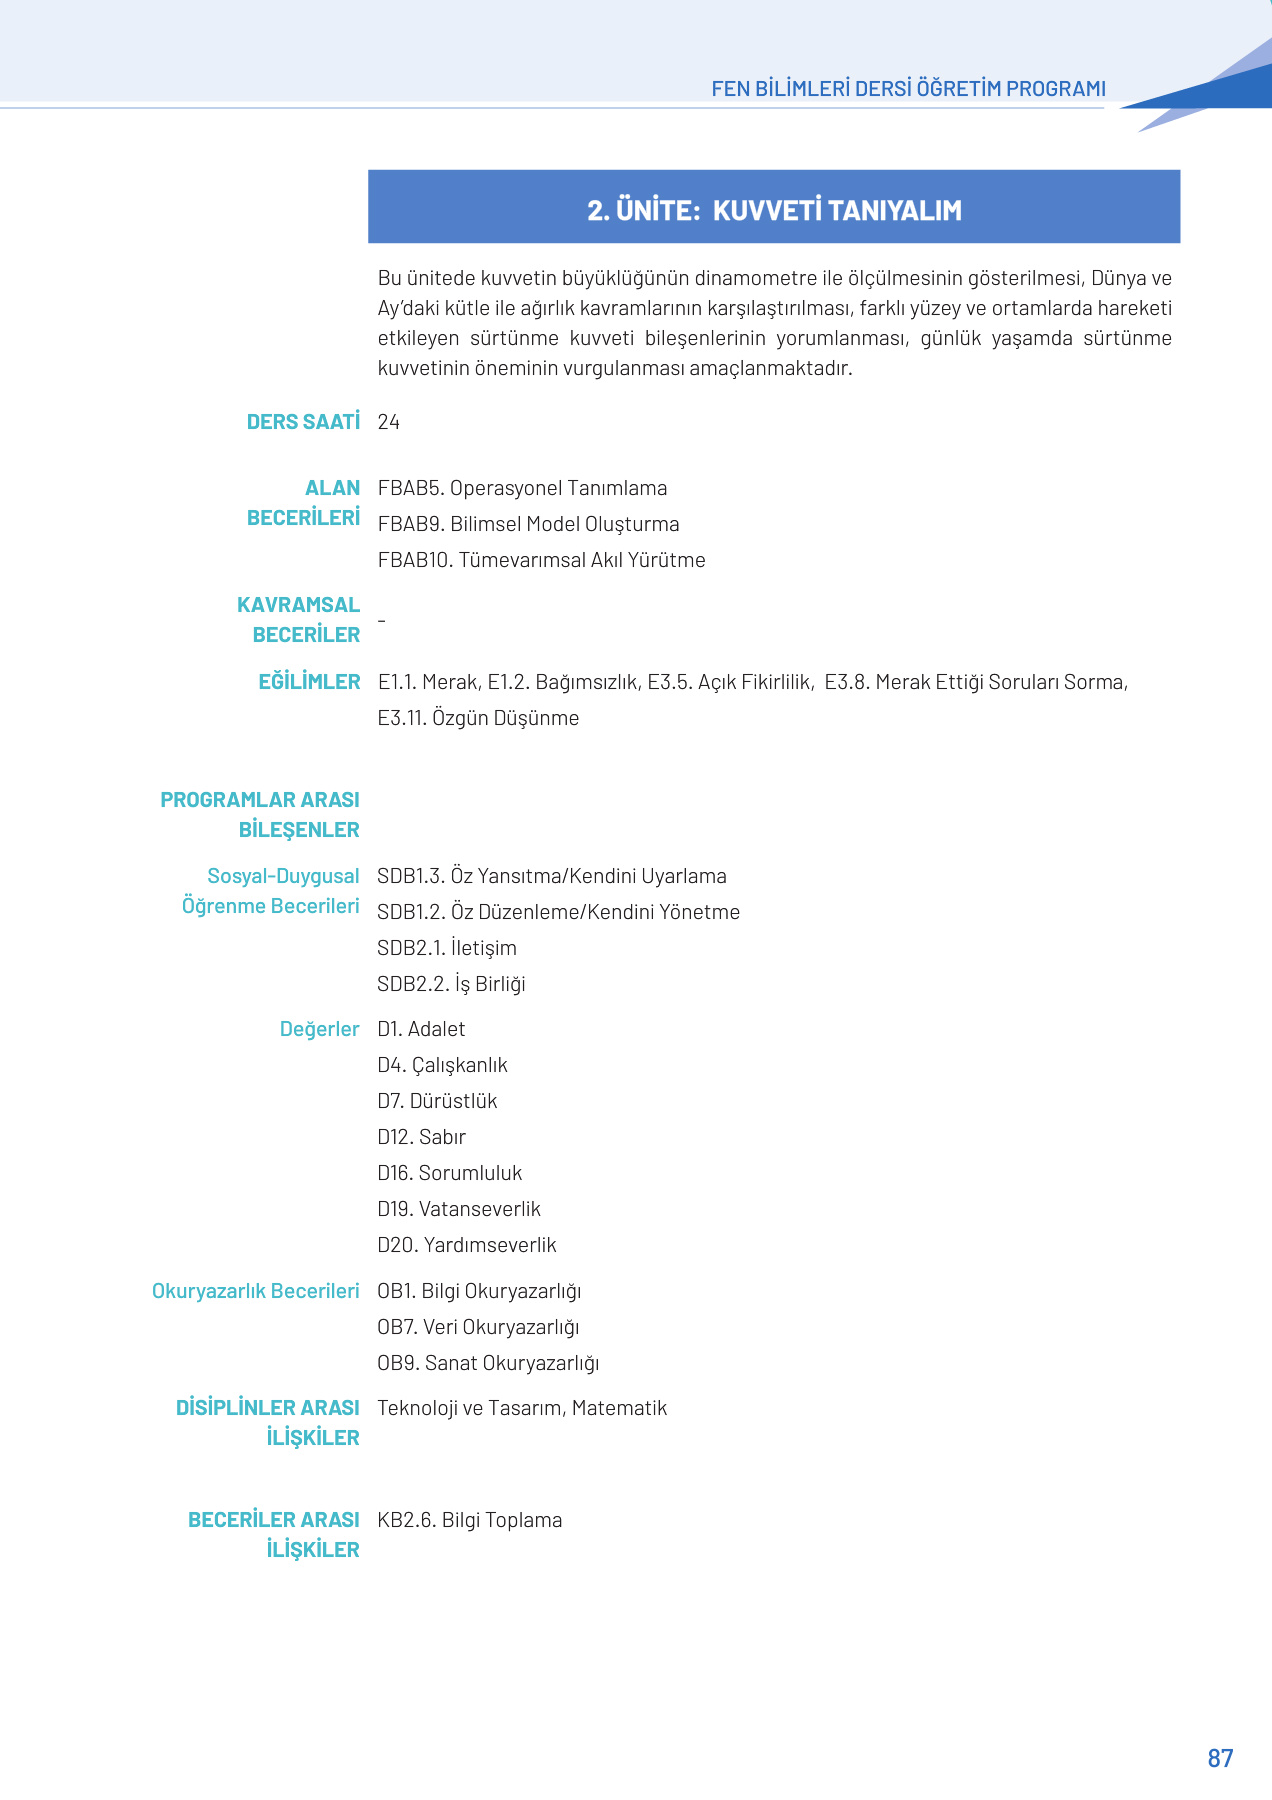 FEN BİLİMLERİ DERSİ ÖĞRETİM PROGRAMI
2. ÜNİTE: KUVVETİ TANIYALIM
Bu ünitede kuvvetin büyüklüğünün dinamometre ile ölçülmesinin gösterilmesi, Dünya ve
Ay’daki kütle ile ağırlık kavramlarının karşılaştırılması, farklı yüzey ve ortamlarda hareketi
etkileyen sürtünme kuvveti bileşenlerinin yorumlanması, günlük yaşamda sürtünme
kuvvetinin öneminin vurgulanması amaçlanmaktadır.
DERS SAATİ 24
ALAN
BECERİLERİ
FBAB5. Operasyonel Tanımlama
FBAB9. Bilimsel Model Oluşturma
FBAB10. Tümevarımsal Akıl Yürütme
KAVRAMSAL
BECERİLER
-
EĞİLİMLER E1.1. Merak, E1.2. Bağımsızlık, E3.5. Açık Fikirlilik, E3.8. Merak Ettiği Soruları Sorma,
E3.11. Özgün Düşünme
PROGRAMLAR ARASI
BİLEŞENLER
Sosyal-Duygusal
Öğrenme Becerileri
SDB1.3. Öz Yansıtma/Kendini Uyarlama
SDB1.2. Öz Düzenleme/Kendini Yönetme
SDB2.1. İletişim
SDB2.2. İş Birliği
Değerler D1. Adalet
D4. Çalışkanlık
D7. Dürüstlük
D12. Sabır
D16. Sorumluluk
D19. Vatanseverlik
D20. Yardımseverlik
Okuryazarlık Becerileri OB1. Bilgi Okuryazarlığı
OB7. Veri Okuryazarlığı
OB9. Sanat Okuryazarlığı
DİSİPLİNLER ARASI
İLİŞKİLER
Teknoloji ve Tasarım, Matematik
BECERİLER ARASI
İLİŞKİLER
KB2.6. Bilgi Toplama
87